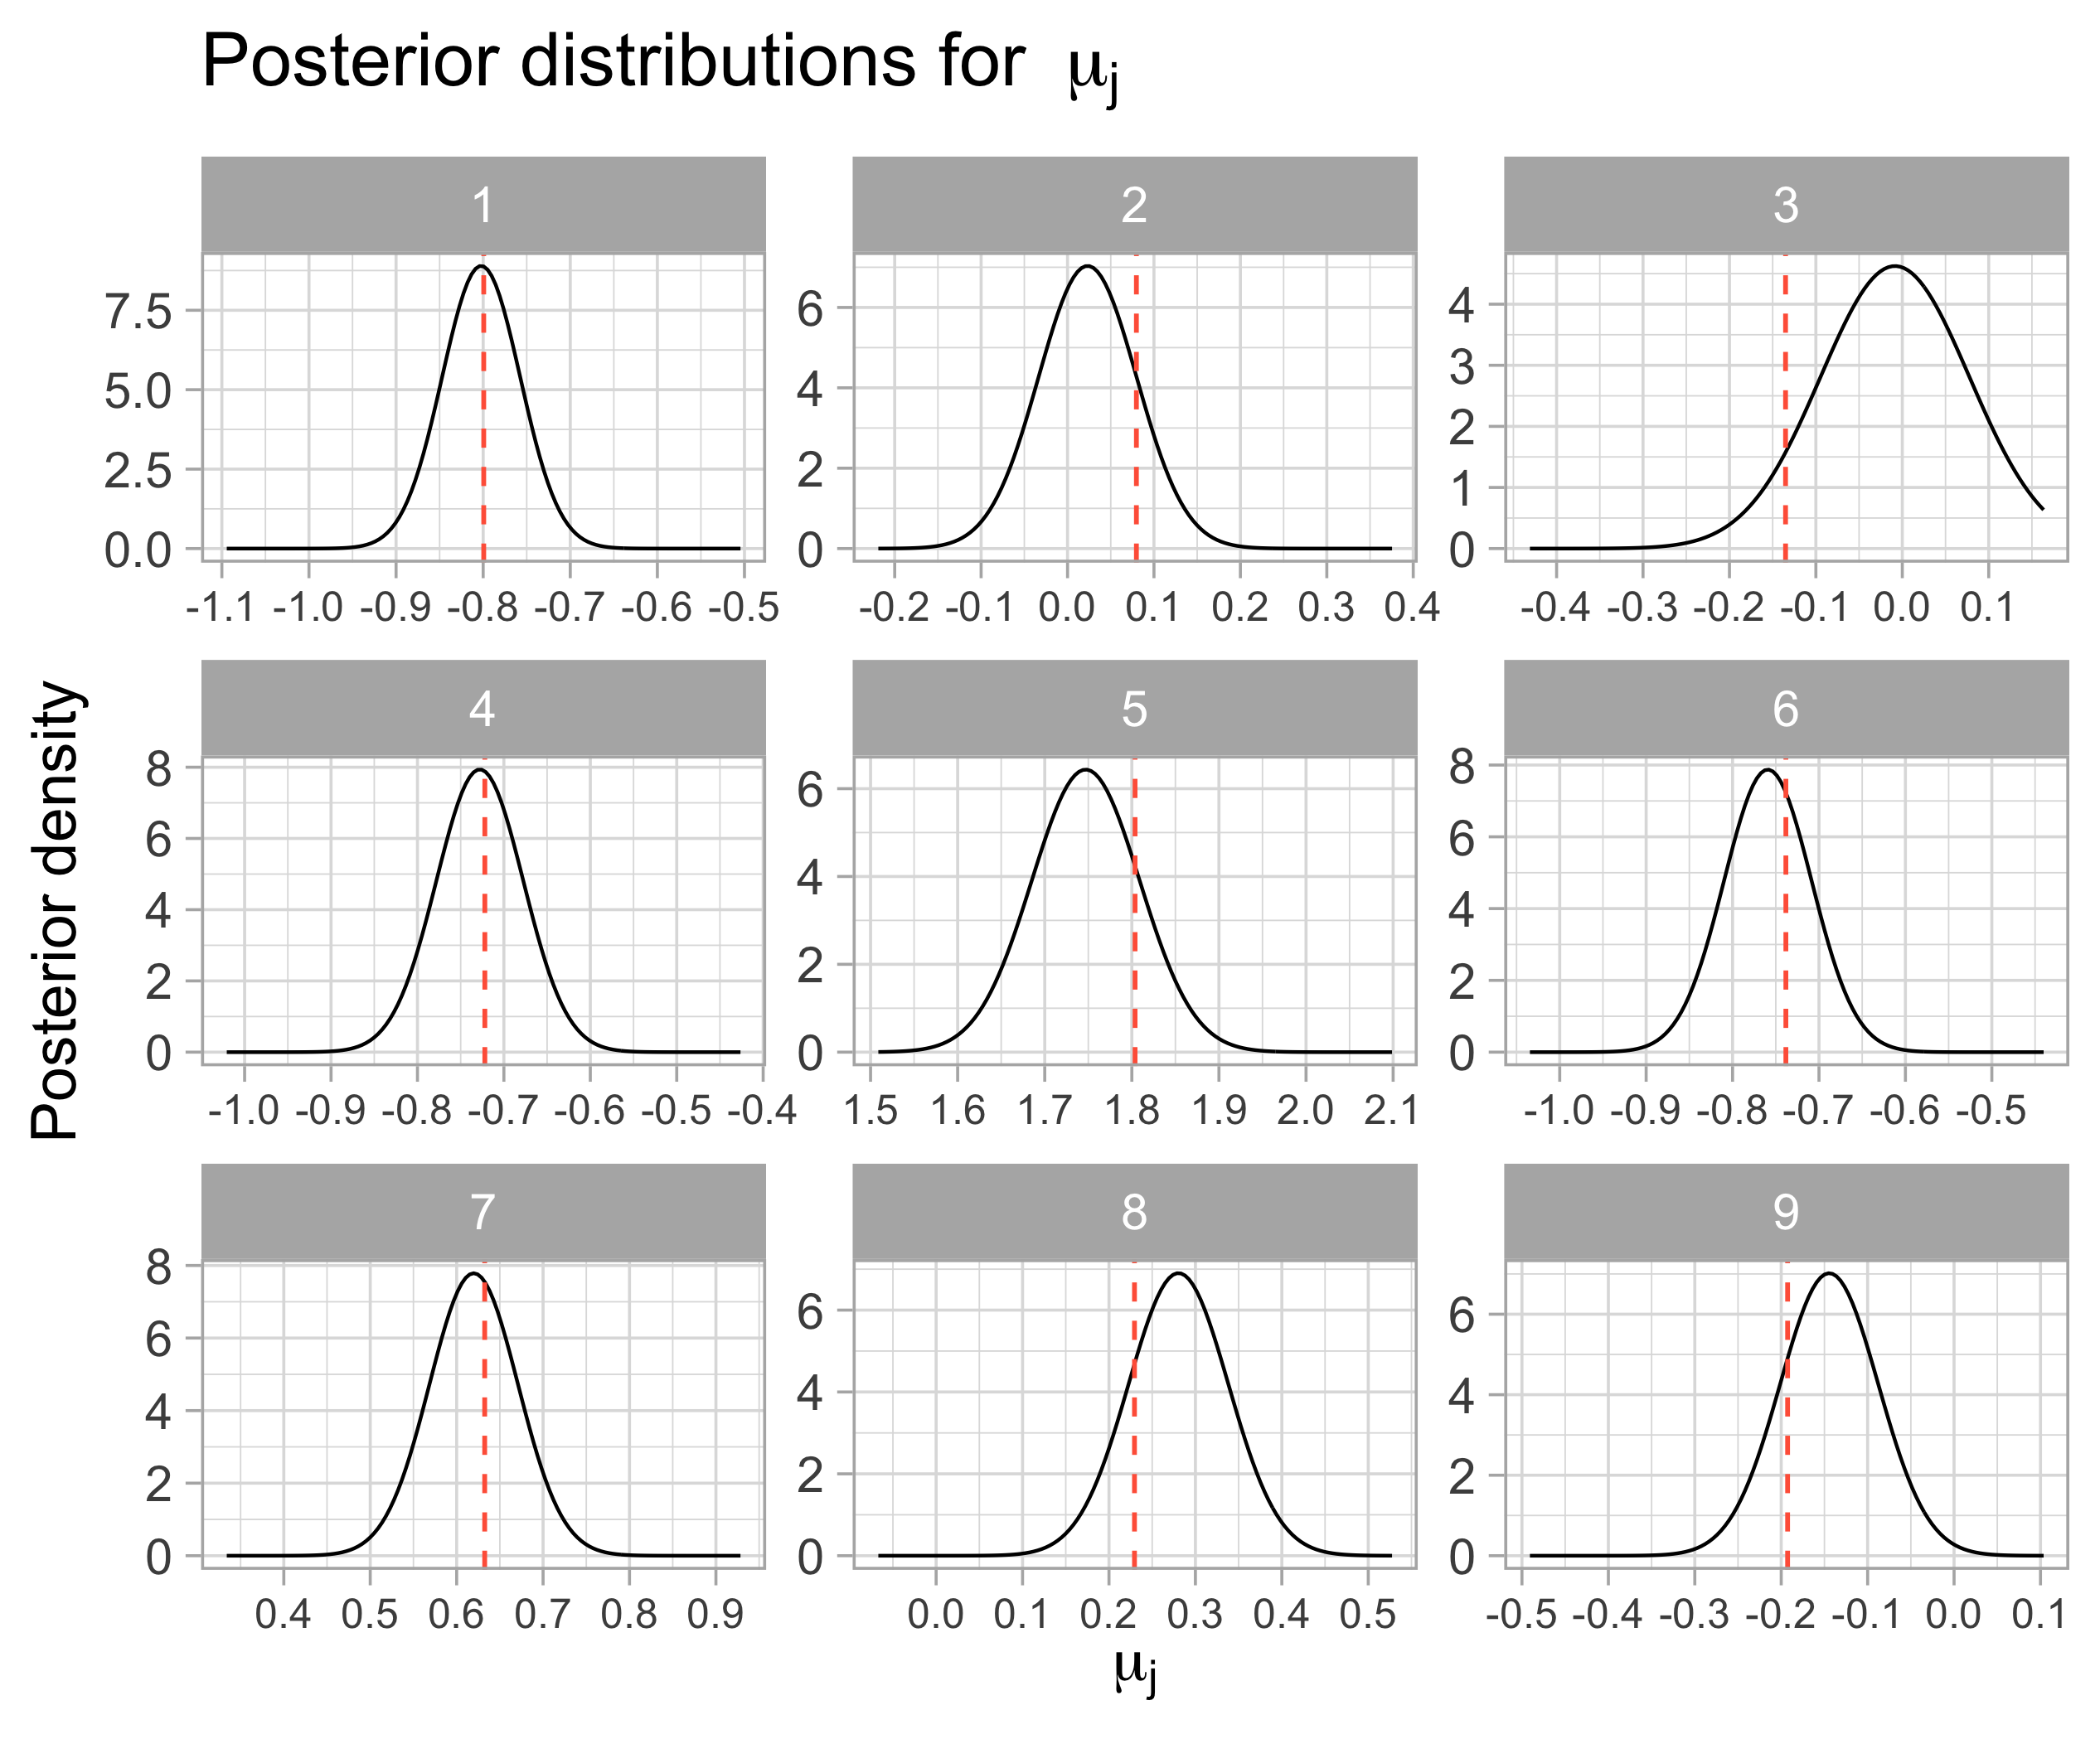 Posterior distributions for μj
1 2 3
7.5 5.0 2.5 0.0
6 4 2 0
4 3 2 1 0
-1.1 -1.0 -0.9 -0.8 -0.7 -0.6 -0.5
-0.2 -0.1 0.0 0.1 0.2 0.3 0.4
-0.4 -0.3 -0.2 -0.1 0.0 0.1
Posterior density
4 5 6
8 6 4 2 0
6 4 2 0
8 6 4 2 0
-1.0 -0.9 -0.8 -0.7 -0.6 -0.5 -0.4
1.5 1.6 1.7 1.8 1.9 2.0 2.1
-1.0 -0.9 -0.8 -0.7 -0.6 -0.5
7 8 9
8 6 4 2 0
6 4 2 0
6 4 2 0
0.4 0.5 0.6 0.7 0.8 0.9
0.0 0.1 0.2 0.3 0.4 0.5
-0.5 -0.4 -0.3 -0.2 -0.1 0.0 0.1
μj